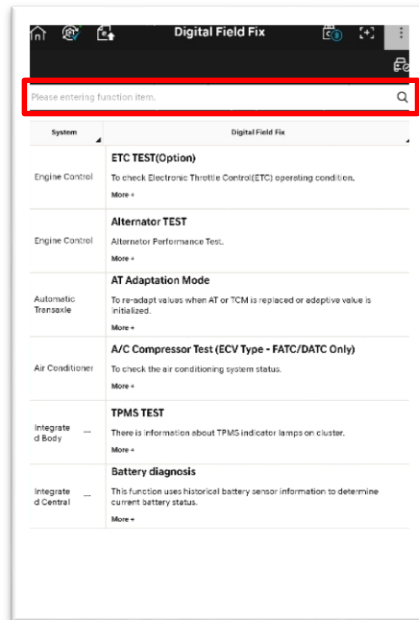 Digital Field Fix
Please entering function item.
System
Digital Field Fix
ETC TEST(Option)
Engine Control
To check Electronic Throttle Control(ETC) operating condition.
More +
Alternator TEST
Engine Control
Alternator Performance Test.
More +
AT Adaptation Mode
Automatic
Transaxle
To re-adapt values when AT or TCM is replaced or adaptive value is
initialized.
More +
A/C Compressor Test (ECV Type - FATC/DATC Only)
Air Conditioner
To check the air conditioning system status.
More +
TPMS TEST
Integrate
d Body
There is information about TPMS indicator lamps on cluster.
More +
Battery diagnosis
Integrate
d Central
This function uses historical battery sensor information to determine
current battery status.
More +